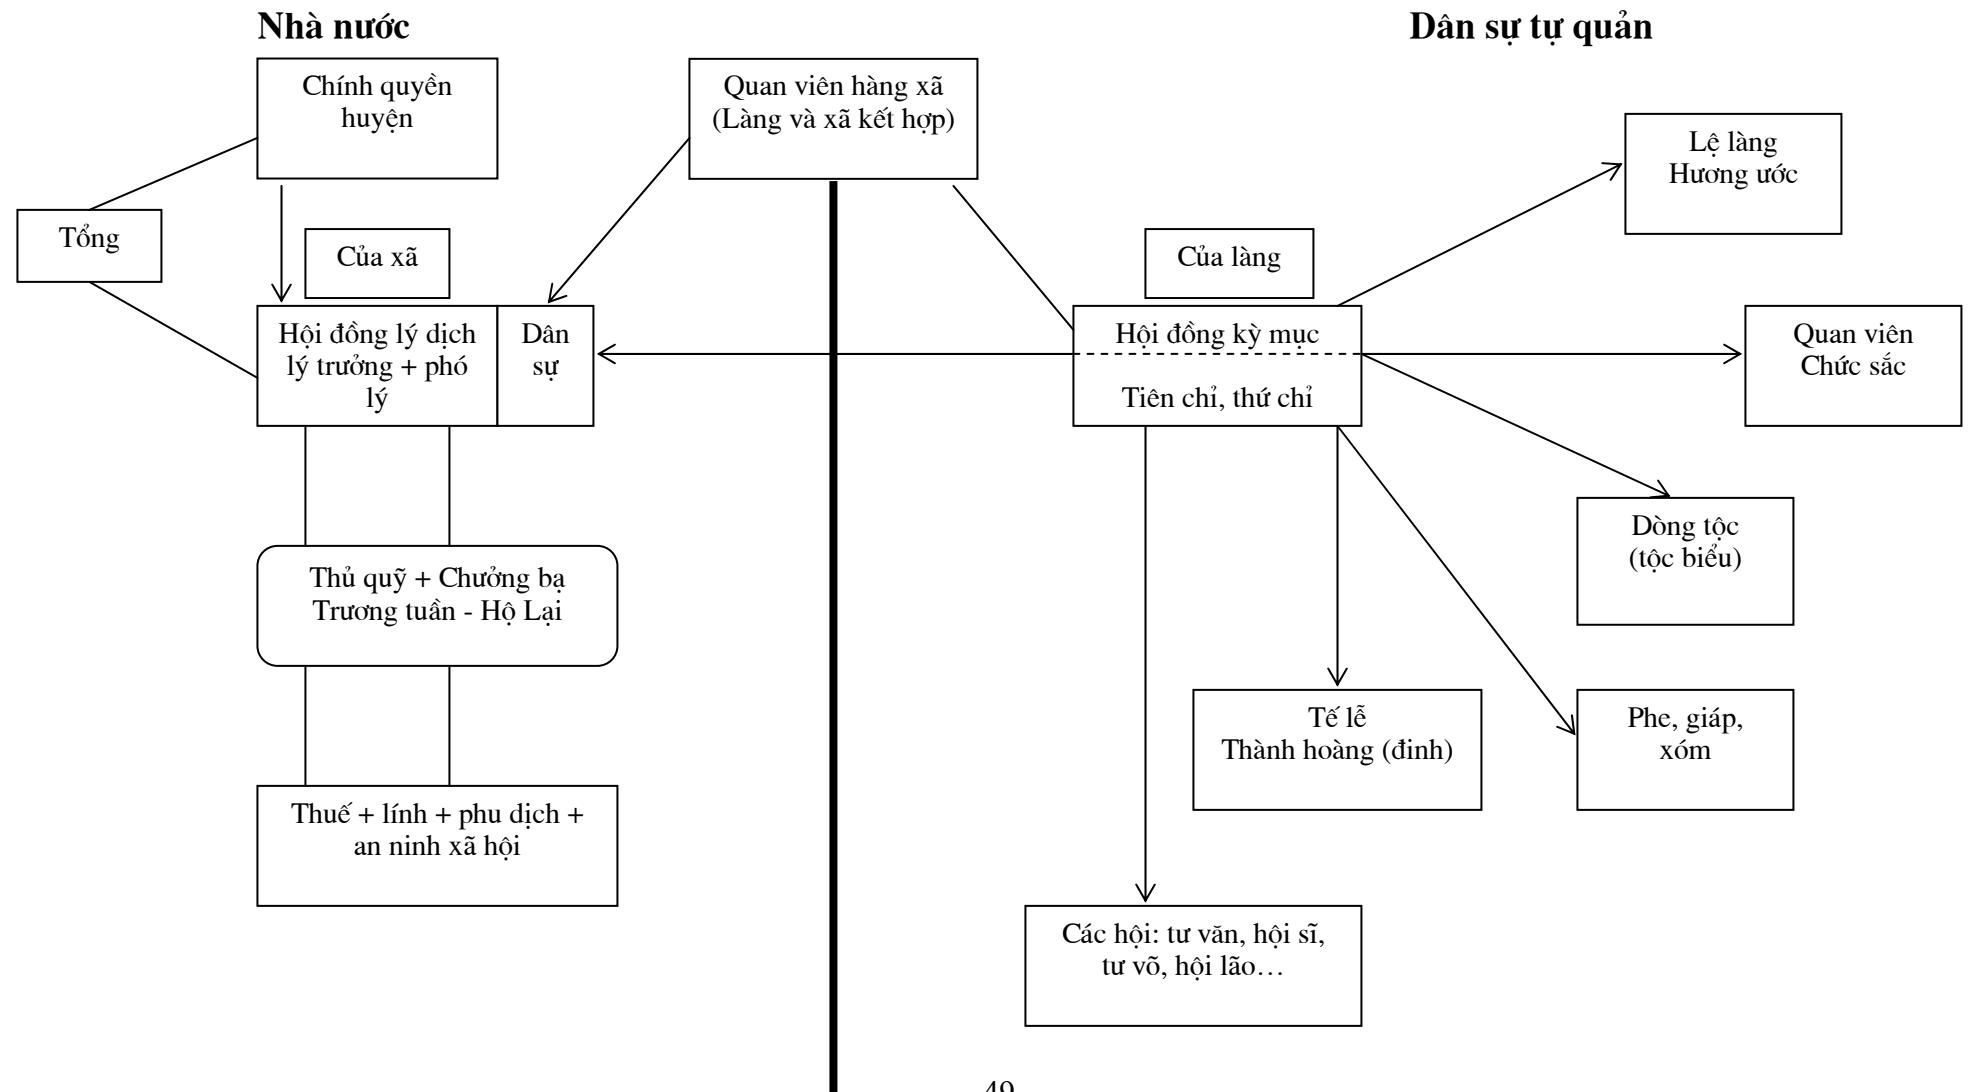 Nhà nước
Dân sự tự quản
Chính quyền
huyện
Quan viên hàng xã
(Làng và xã kết hợp)
Lệ làng
Hương ước
Tổng
Của xã
Của làng
Hội đồng lý dịch
lý trưởng + phó
lý
Dân
sự
Hội đồng kỳ mục
Tiên chỉ, thứ chỉ
Quan viên
Chức sắc
Dòng tộc
(tộc biểu)
Thủ quỹ + Chưởng bạ
Trương tuần - Hộ Lại
Tế lễ
Thành hoàng (đinh)
Phe, giáp,
xóm
Thuế + lính + phu dịch +
an ninh xã hội
Các hội: tư văn, hội sĩ,
tư võ, hội lão…
49